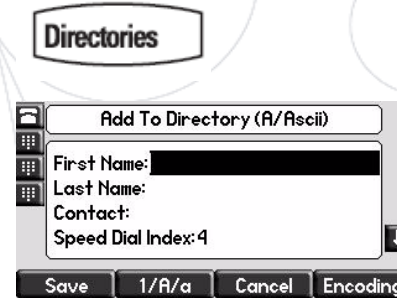 Directories
Add To Directory (A/Ascii)
First Name:
Last Name:
Contact:
Speed Dial Index:4
Save 1/A/a Cancel Encoding